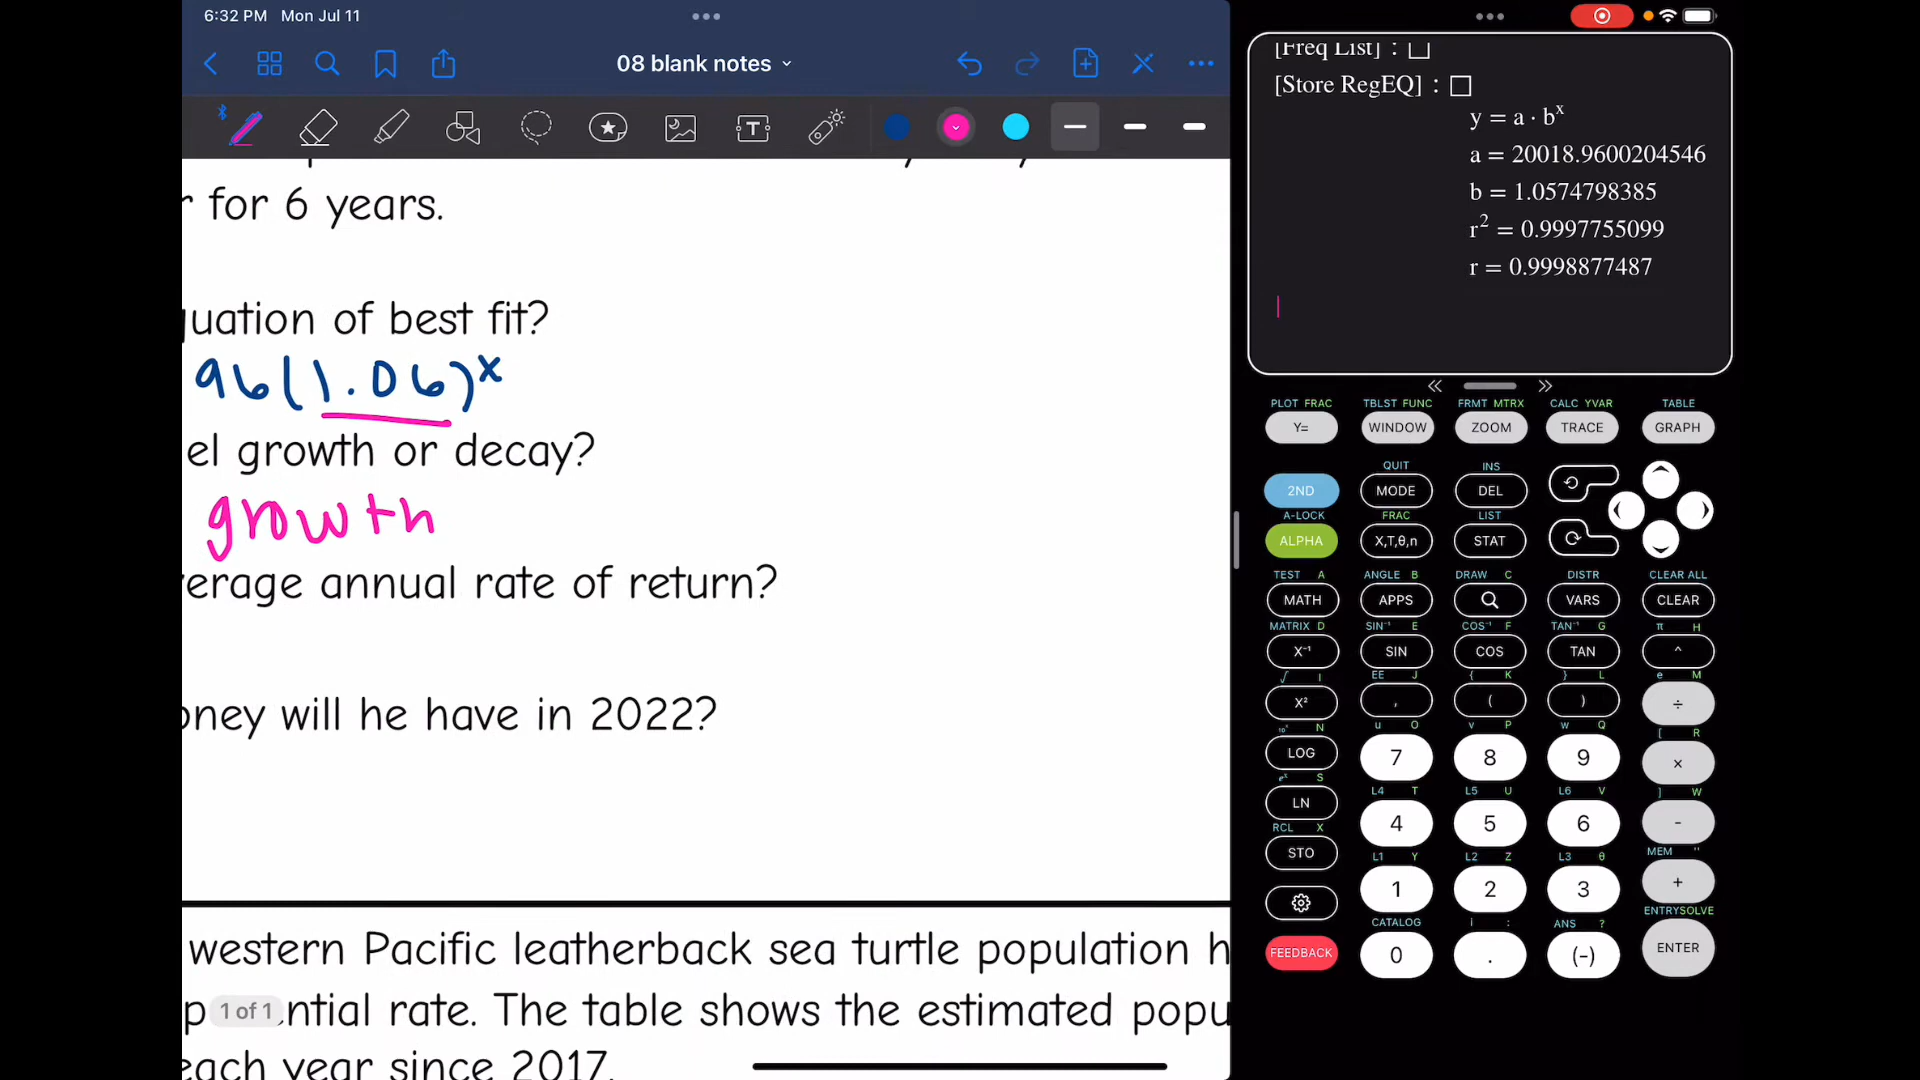 6:32 PM Mon Jul 11
08 blank notes
T
r for 6 years.
quation of best fit?
96(1.06)^x
el growth or decay?
growth
verage annual rate of return?
oney will he have in 2022?
western Pacific leatherback sea turtle population h
p ntial rate. The table shows the estimated popu
1 of 1
each year since 2017.
[Freq List] : □
[Store RegEQ] : □
y = a · b^x
a = 20018.9600204546
b = 1.0574798385
r² = 0.9997755099
r = 0.9998877487
PLOT FRAC TBLST FUNC FRMT MTRX CALC YVAR TABLE
Y= WINDOW ZOOM TRACE GRAPH
QUIT INS
2ND MODE DEL
A-LOCK FRAC LIST
ALPHA X,T,θ,n STAT
TEST A ANGLE B DRAW C DISTR CLEAR ALL
MATH APPS VARS CLEAR
MATRIX D SIN⁻¹ E COS⁻¹ F TAN⁻¹ G π H
X⁻¹ SIN COS TAN ^
√ I EE J { K } L e M
X² , ( ) ÷
10ˣ N u O v P w Q [ R
LOG 7 8 9 ×
eˣ S L4 T L5 U L6 V ] W
LN 4 5 6 -
RCL X L1 Y L2 Z L3 θ MEM "
STO 1 2 3 +
CATALOG i : ANS ? ENTRY SOLVE
FEEDBACK 0 . (-) ENTER